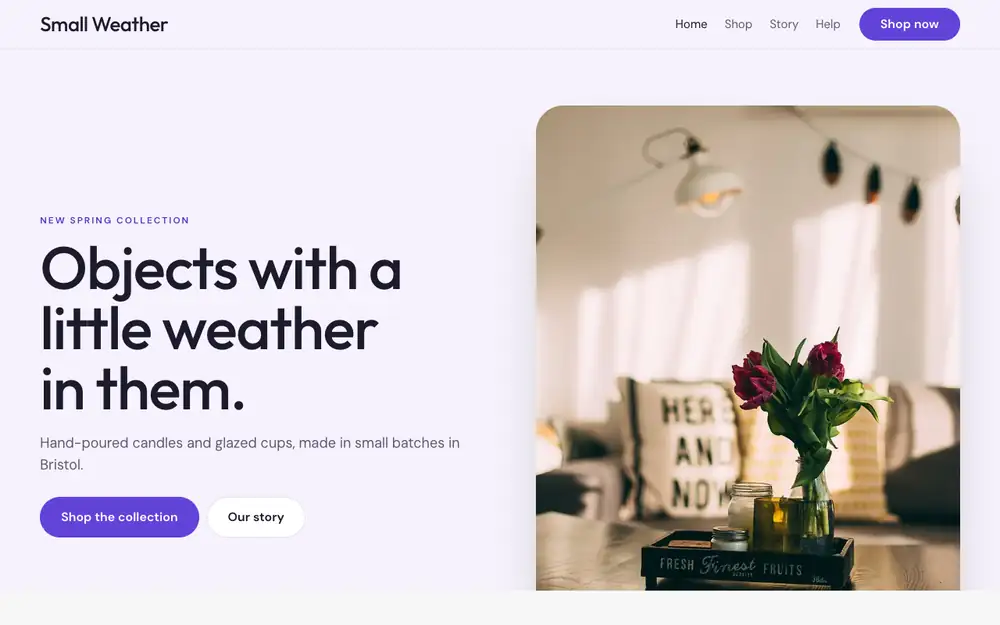 Small Weather
Home Shop Story Help Shop now
NEW SPRING COLLECTION
Objects with a
little weather
in them.
Hand-poured candles and glazed cups, made in small batches in
Bristol.
Shop the collection Our story
HERE
AND
NOW
FRESH Finest FRUITS